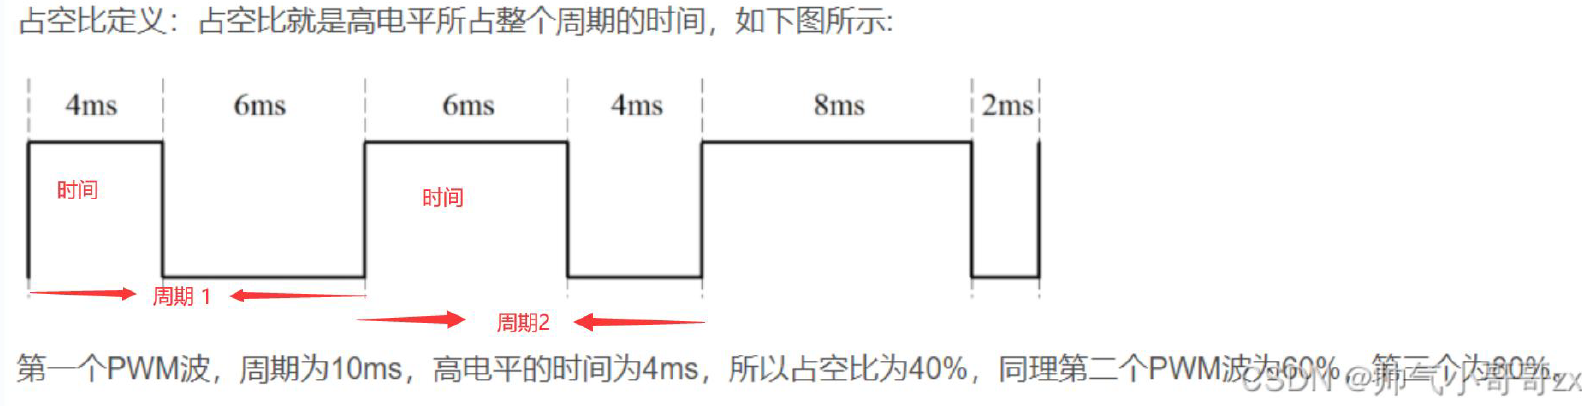 占空比定义：占空比就是高电平所占整个周期的时间，如下图所示:
4ms 6ms 6ms 4ms 8ms 2ms
时间 时间
周期 1
周期2
第一个PWM波，周期为10ms，高电平的时间为4ms，所以占空比为40%，同理第二个PWM波为60%，第三个为80%。
CSDN @帅气小哥哥zx